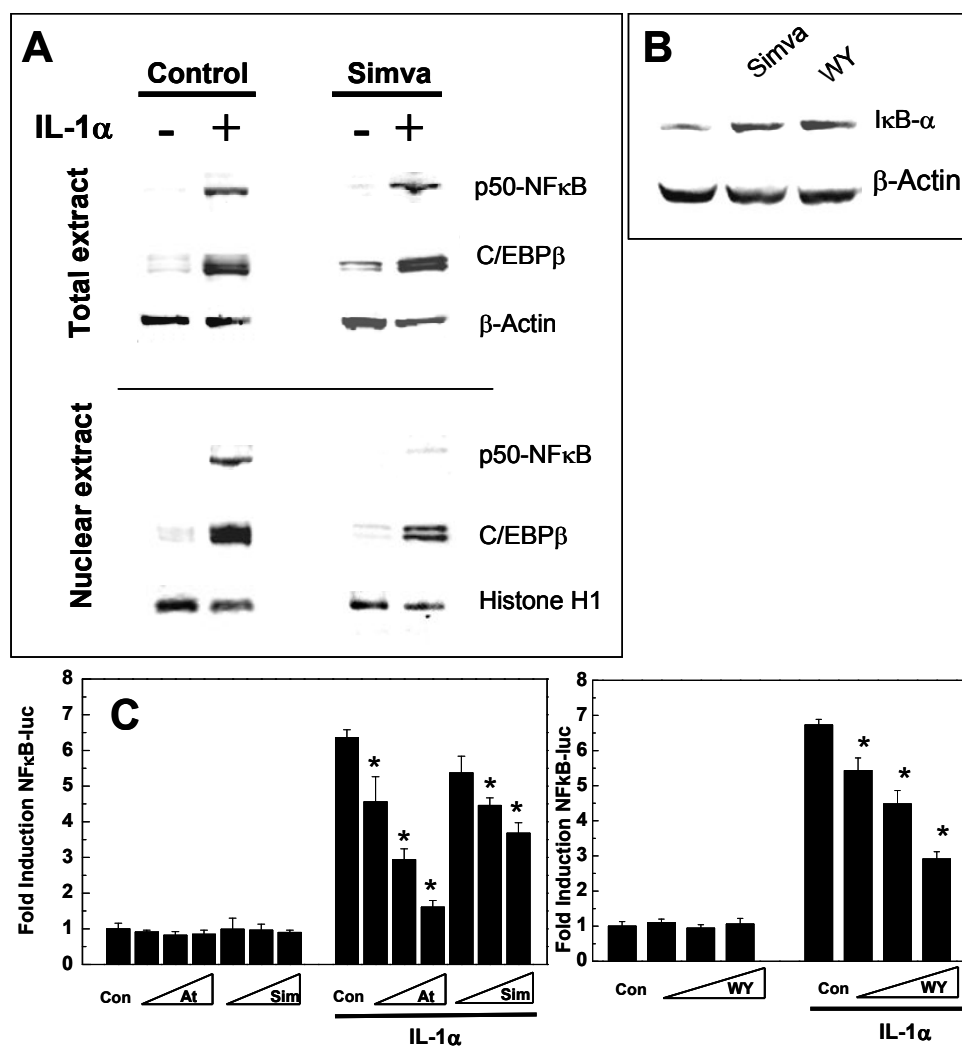 A
Control Simva
IL-1α - + - +
Total extract
p50-NFκB
C/EBPβ
β-Actin
Nuclear extract
p50-NFκB
C/EBPβ
Histone H1
B
Simva WY
IκB-α
β-Actin
C
Fold Induction NFκB-luc
8
7
6
5
4
3
2
1
0
* * * * *
Con At Sim Con At Sim
IL-1α
Fold Induction NFkB-luc
8
7
6
5
4
3
2
1
0
* * *
Con WY Con WY
IL-1α